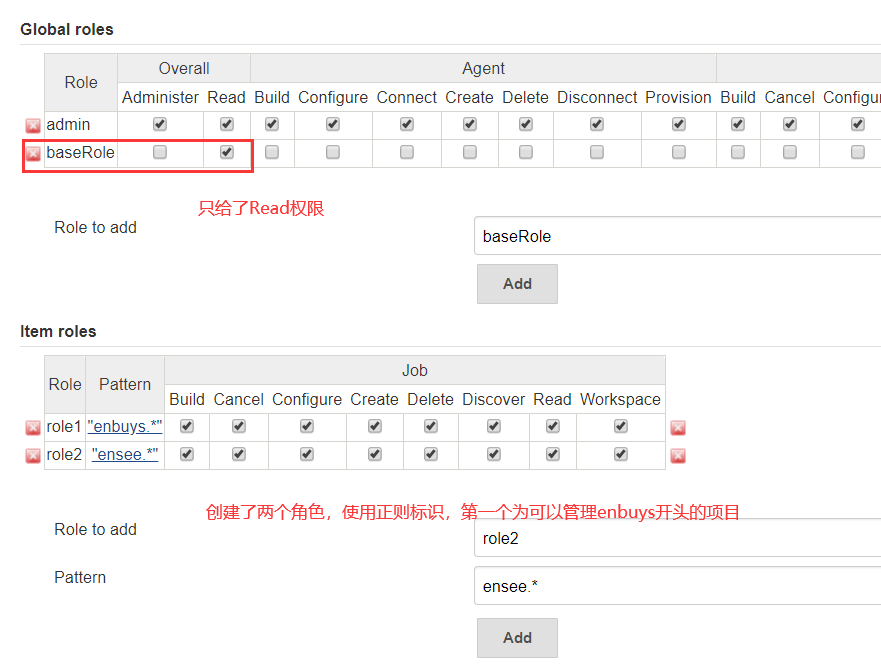 Global roles
Role Overall Agent
Administer Read Build Configure Connect Create Delete Disconnect Provision Build Cancel Configu
admin
baseRole
只给了Read权限
Role to add
baseRole
Add
Item roles
Role Pattern Job
Build Cancel Configure Create Delete Discover Read Workspace
role1 "enbuys.*"
role2 "ensee.*"
创建了两个角色，使用正则标识，第一个为可以管理enbuys开头的项目
Role to add
role2
Pattern
ensee.*
Add